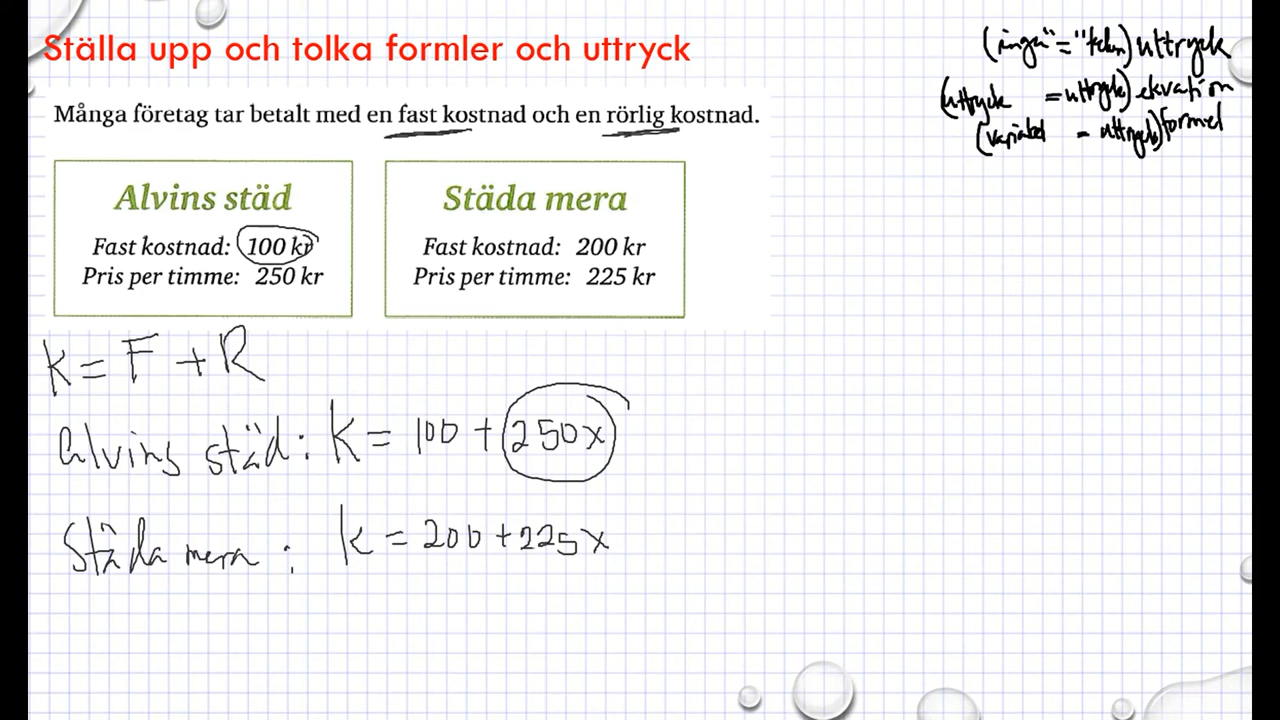 Ställa upp och tolka formler och uttryck
(inga "=" tecken) uttryck
(uttryck = uttryck) ekvation
(variabel = uttryck) formel
Många företag tar betalt med en fast kostnad och en rörlig kostnad.
Alvins städ
Fast kostnad: 100 kr
Pris per timme: 250 kr
Städa mera
Fast kostnad: 200 kr
Pris per timme: 225 kr
K = F + R
Alvins städ: K = 100 + 250x
Städa mera: K = 200 + 225x